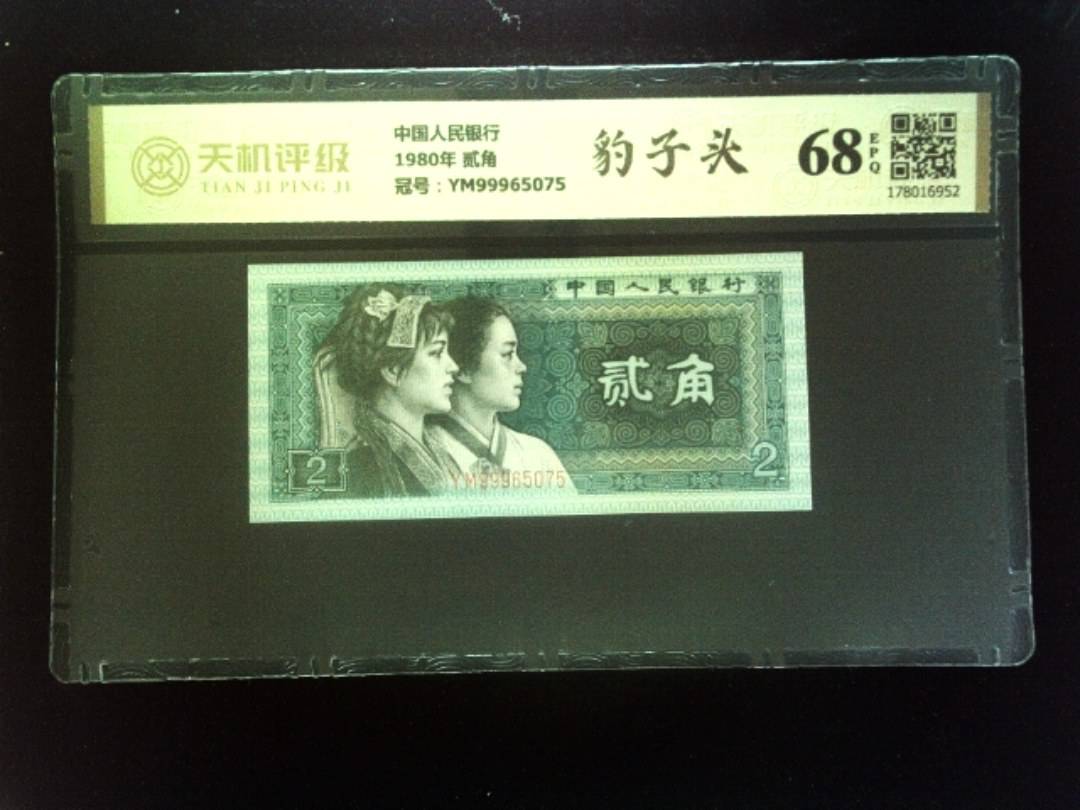 天机评级
TIAN JI PING JI
中国人民银行
1980年 贰角
冠号：YM99965075
豹子头
68
EPQ
178016952
中国人民银行
贰角
2
2
YM99965075